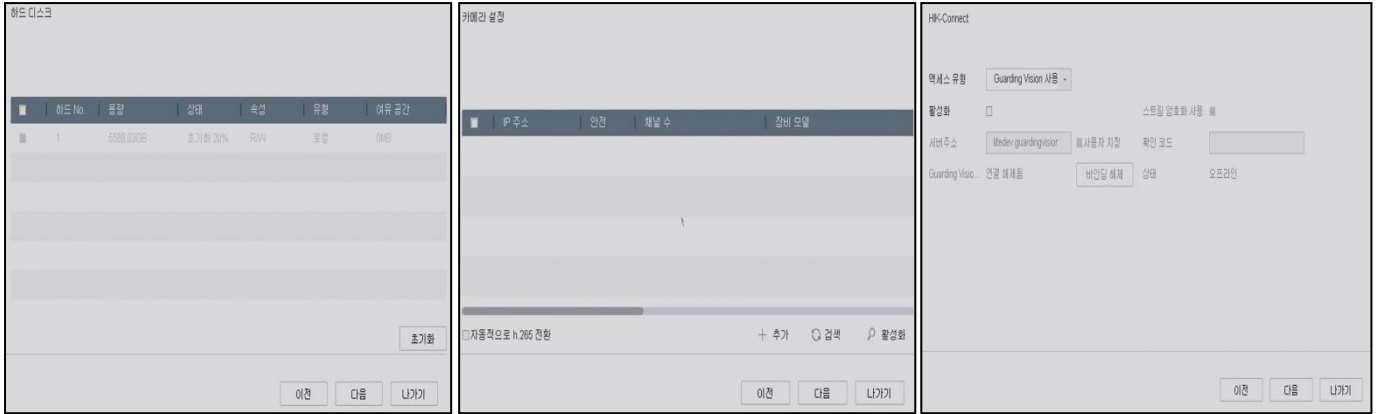 하드 디스크
하드 No 용량 상태 속성 유형 여유 공간
1 5589.03GB 초기화 20% R/W 로컬 0MB
초기화
이전 다음 나가기
카메라 설정
IP 주소 안전 채널 수 장비 모델
자동적으로 h.265 전환 추가 검색 활성화
이전 다음 나가기
HIK-Connect
액세스 유형 Guarding Vision 사용
활성화 스트림 암호화 사용
서버주소 litedev.guardingvision 사용자 지정 확인 코드
Guarding Visio... 연결 해제됨 바인딩 해제 상태 오프라인
이전 다음 나가기